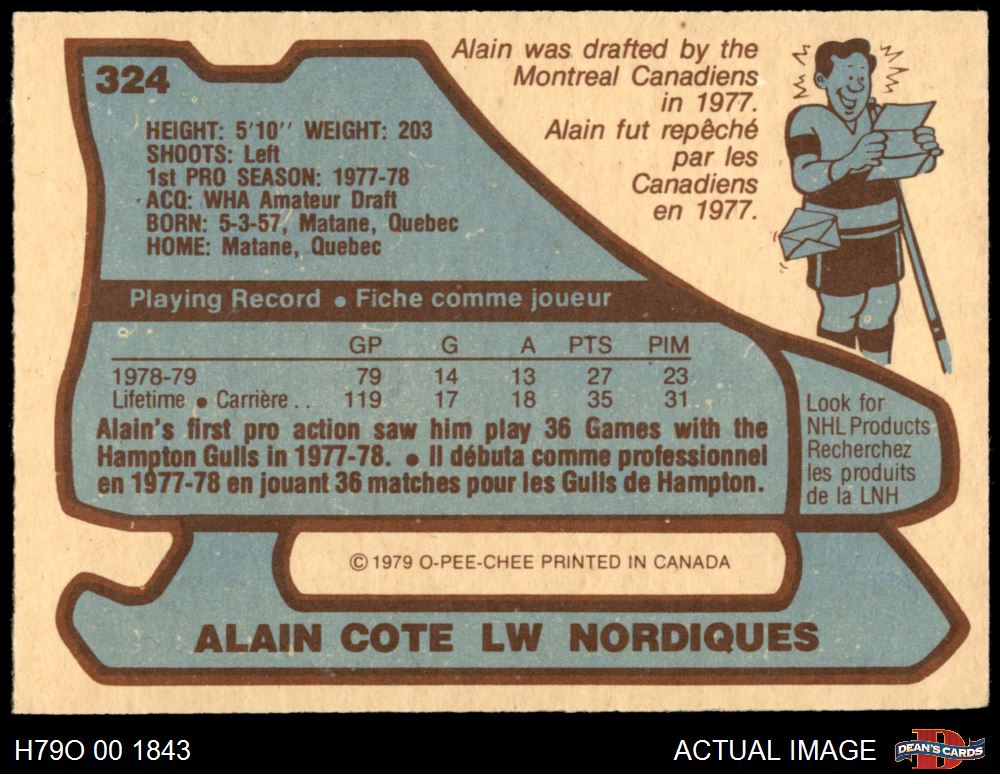 324
Alain was drafted by the
Montreal Canadiens
in 1977.
Alain fut repêché
par les
Canadiens
en 1977.
HEIGHT: 5'10'' WEIGHT: 203
SHOOTS: Left
1st PRO SEASON: 1977-78
ACQ: WHA Amateur Draft
BORN: 5-3-57, Matane, Quebec
HOME: Matane, Quebec
Playing Record ● Fiche comme joueur
GP G A PTS PIM
1978-79 79 14 13 27 23
Lifetime ● Carrière . . 119 17 18 35 31
Alain's first pro action saw him play 36 Games with the
Hampton Gulls in 1977-78. ● Il débuta comme professionnel
en 1977-78 en jouant 36 matches pour les Gulls de Hampton.
Look for
NHL Products
Recherchez
les produits
de la LNH
© 1979 O-PEE-CHEE PRINTED IN CANADA
ALAIN COTE LW NORDIQUES
H79O 00 1843
ACTUAL IMAGE
DEAN'S CARDS